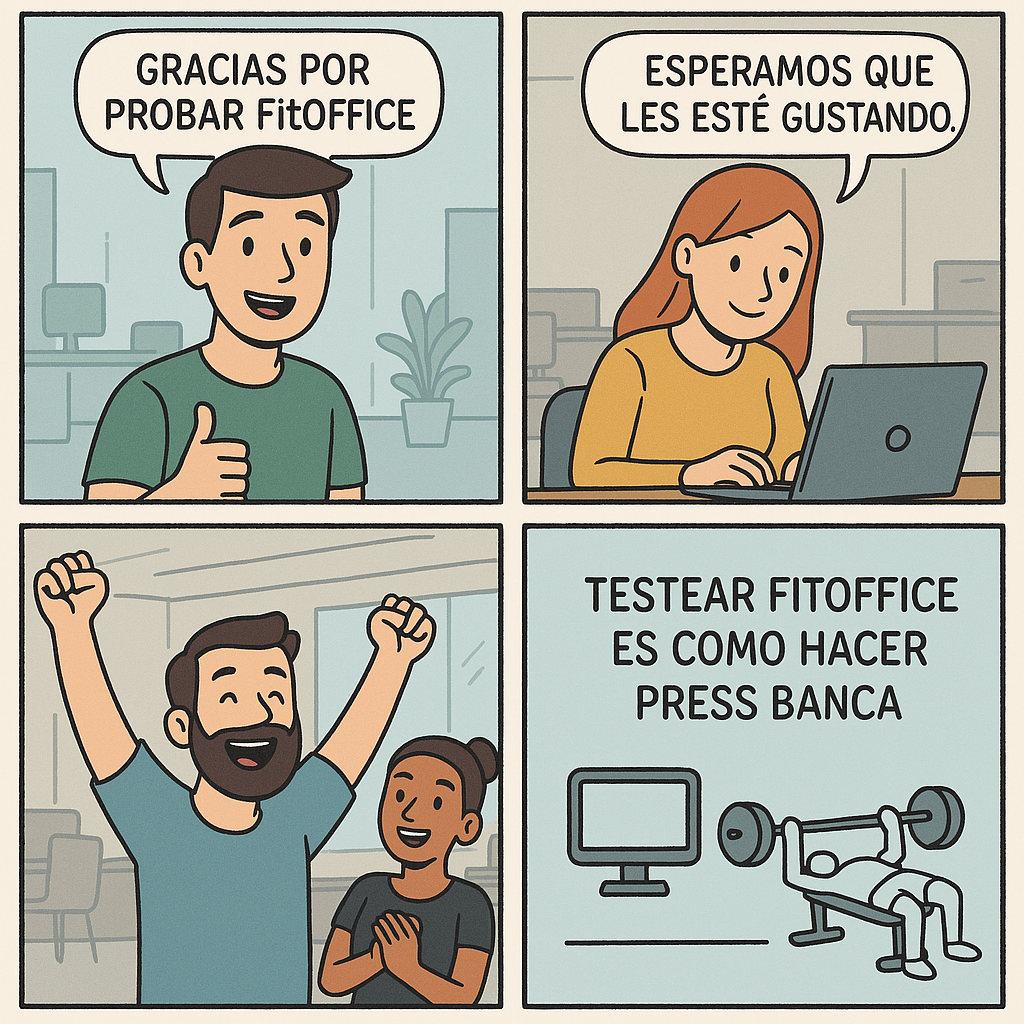 GRACIAS POR
PROBAR FitOFFICE
ESPERAMOS QUE
LES ESTÉ GUSTANDO.
TESTEAR FITOFFICE
ES COMO HACER
PRESS BANCA